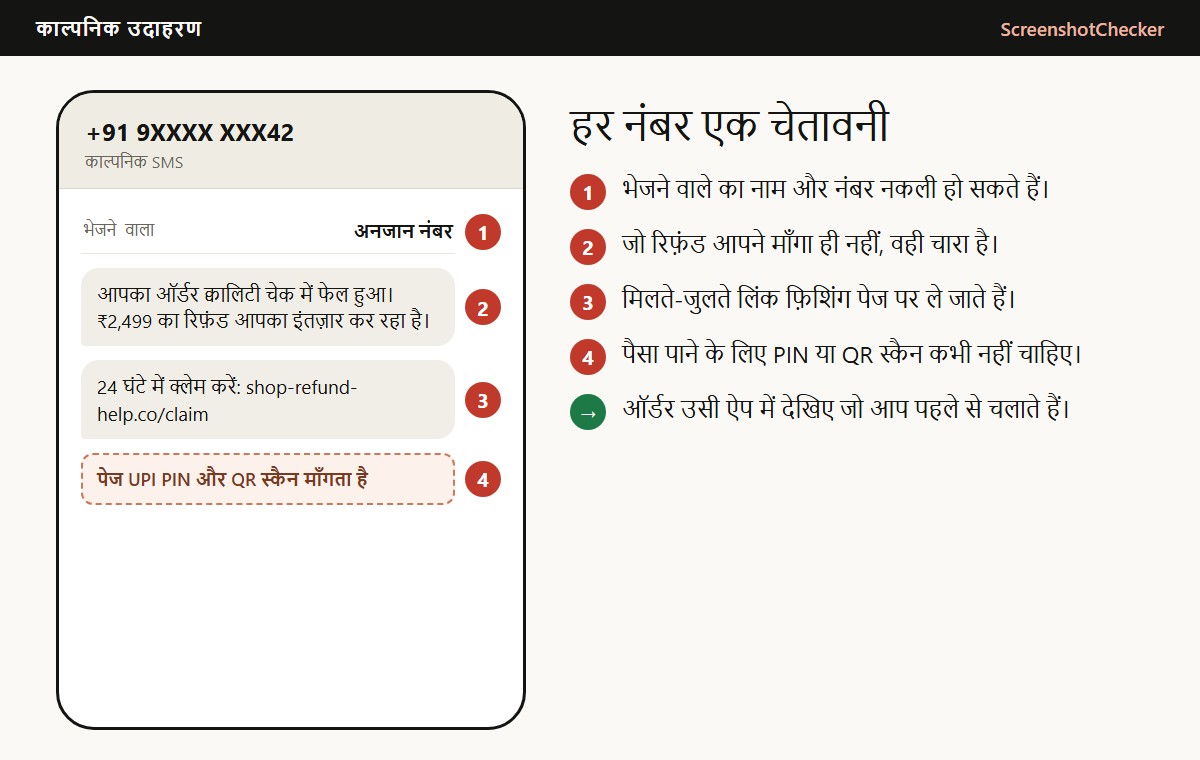 काल्पनिक उदाहरण
ScreenshotChecker
+91 9XXXX XXX42
काल्पनिक SMS
भेजने वाला
अनजान नंबर
1
आपका ऑर्डर क्वालिटी चेक में फेल हुआ।
₹2,499 का रिफ़ंड आपका इंतज़ार कर रहा है।
2
24 घंटे में क्लेम करें: shop-refund-
help.co/claim
3
पेज UPI PIN और QR स्कैन माँगता है
4
हर नंबर एक चेतावनी
1 भेजने वाले का नाम और नंबर नकली हो सकते हैं।
2 जो रिफ़ंड आपने माँगा ही नहीं, वही चारा है।
3 मिलते-जुलते लिंक फ़िशिंग पेज पर ले जाते हैं।
4 पैसा पाने के लिए PIN या QR स्कैन कभी नहीं चाहिए।
→ ऑर्डर उसी ऐप में देखिए जो आप पहले से चलाते हैं।